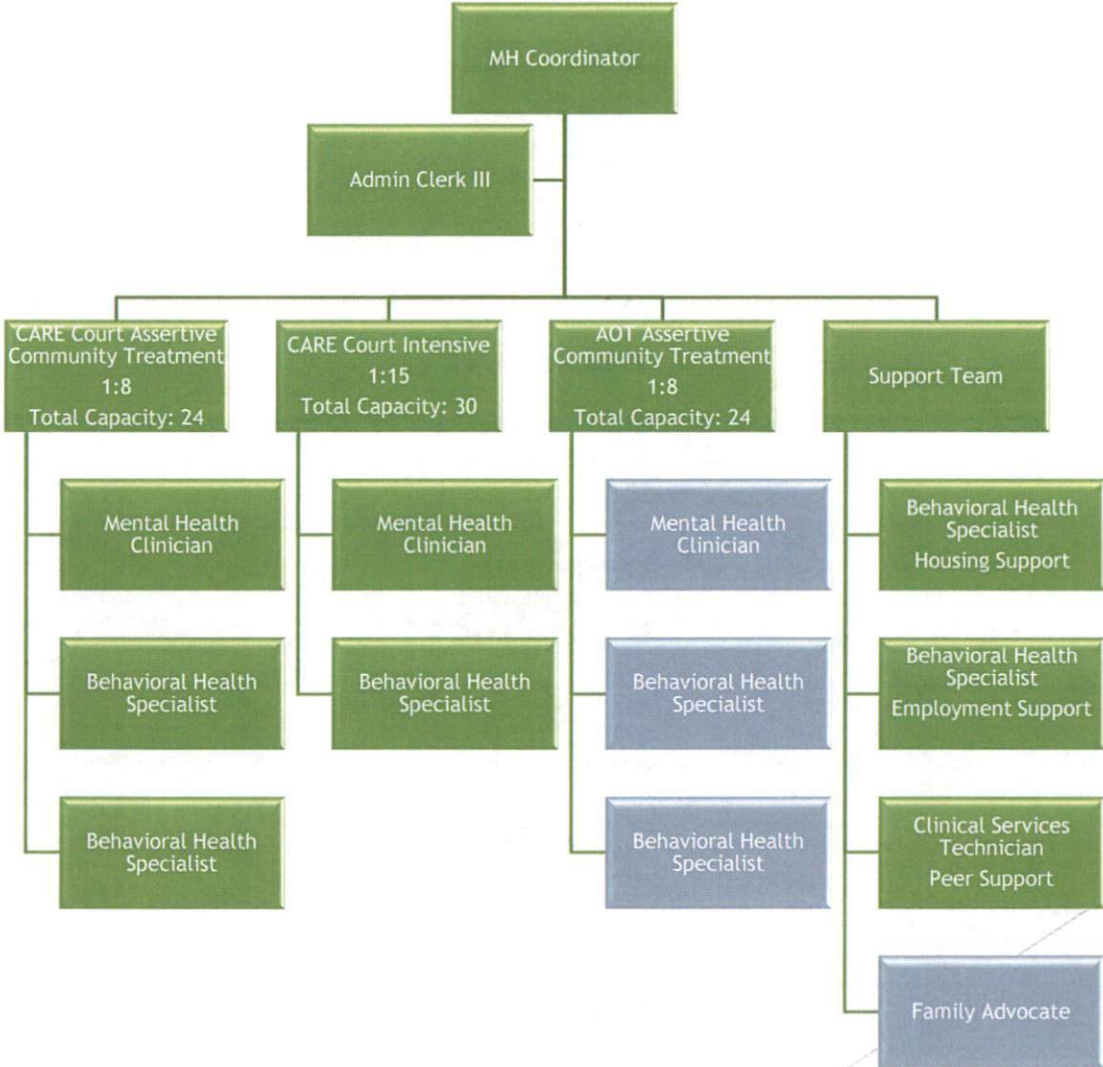 MH Coordinator
Admin Clerk III
CARE Court Assertive
Community Treatment
1:8
Total Capacity: 24
CARE Court Intensive
1:15
Total Capacity: 30
AOT Assertive
Community Treatment
1:8
Total Capacity: 24
Support Team
Mental Health
Clinician
Mental Health
Clinician
Mental Health
Clinician
Behavioral Health
Specialist
Housing Support
Behavioral Health
Specialist
Behavioral Health
Specialist
Behavioral Health
Specialist
Behavioral Health
Specialist
Employment Support
Behavioral Health
Specialist
Behavioral Health
Specialist
Clinical Services
Technician
Peer Support
Family Advocate